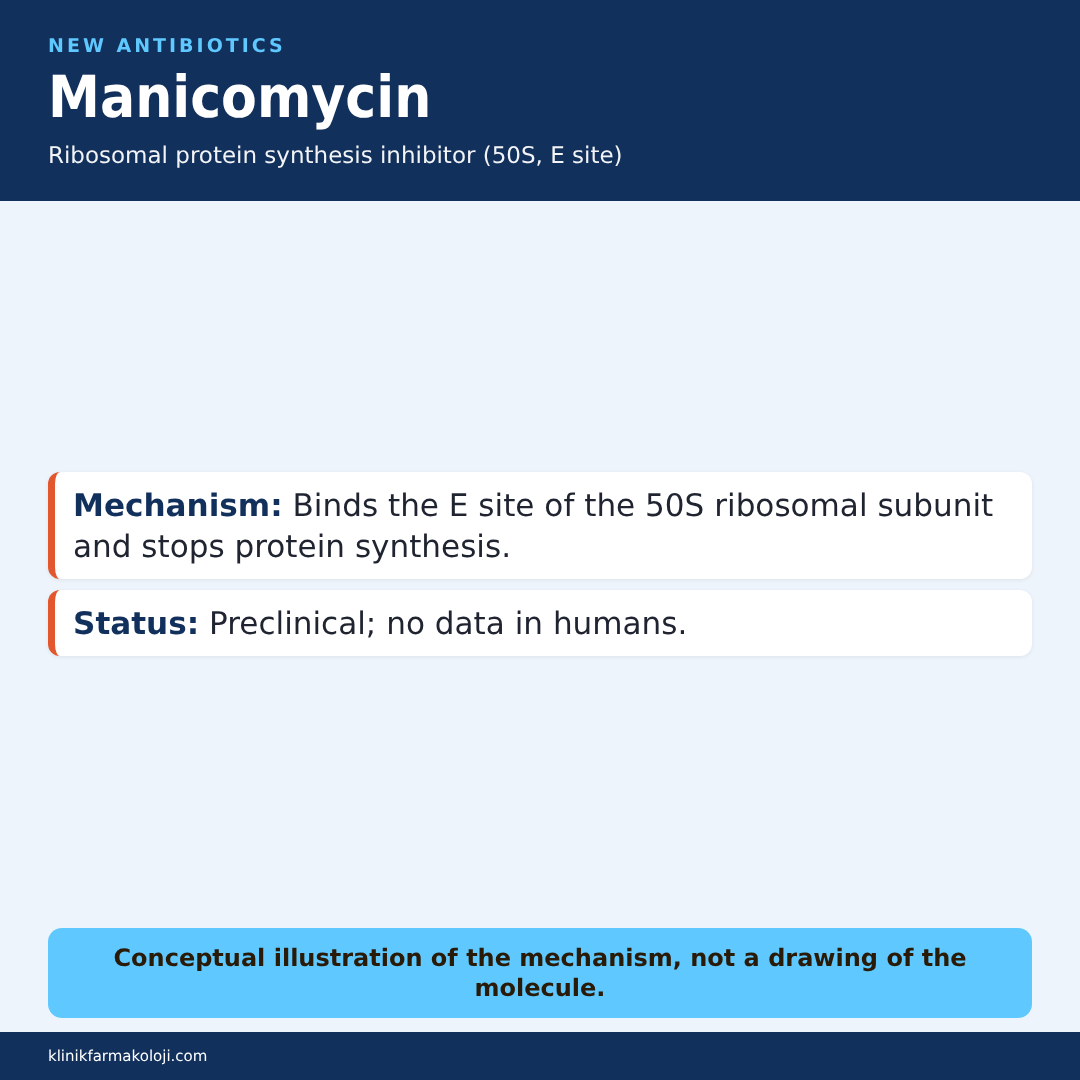 NEW ANTIBIOTICS
Manicomycin
Ribosomal protein synthesis inhibitor (50S, E site)
Mechanism: Binds the E site of the 50S ribosomal subunit
and stops protein synthesis.
Status: Preclinical; no data in humans.
Conceptual illustration of the mechanism, not a drawing of the
molecule.
klinikfarmakoloji.com